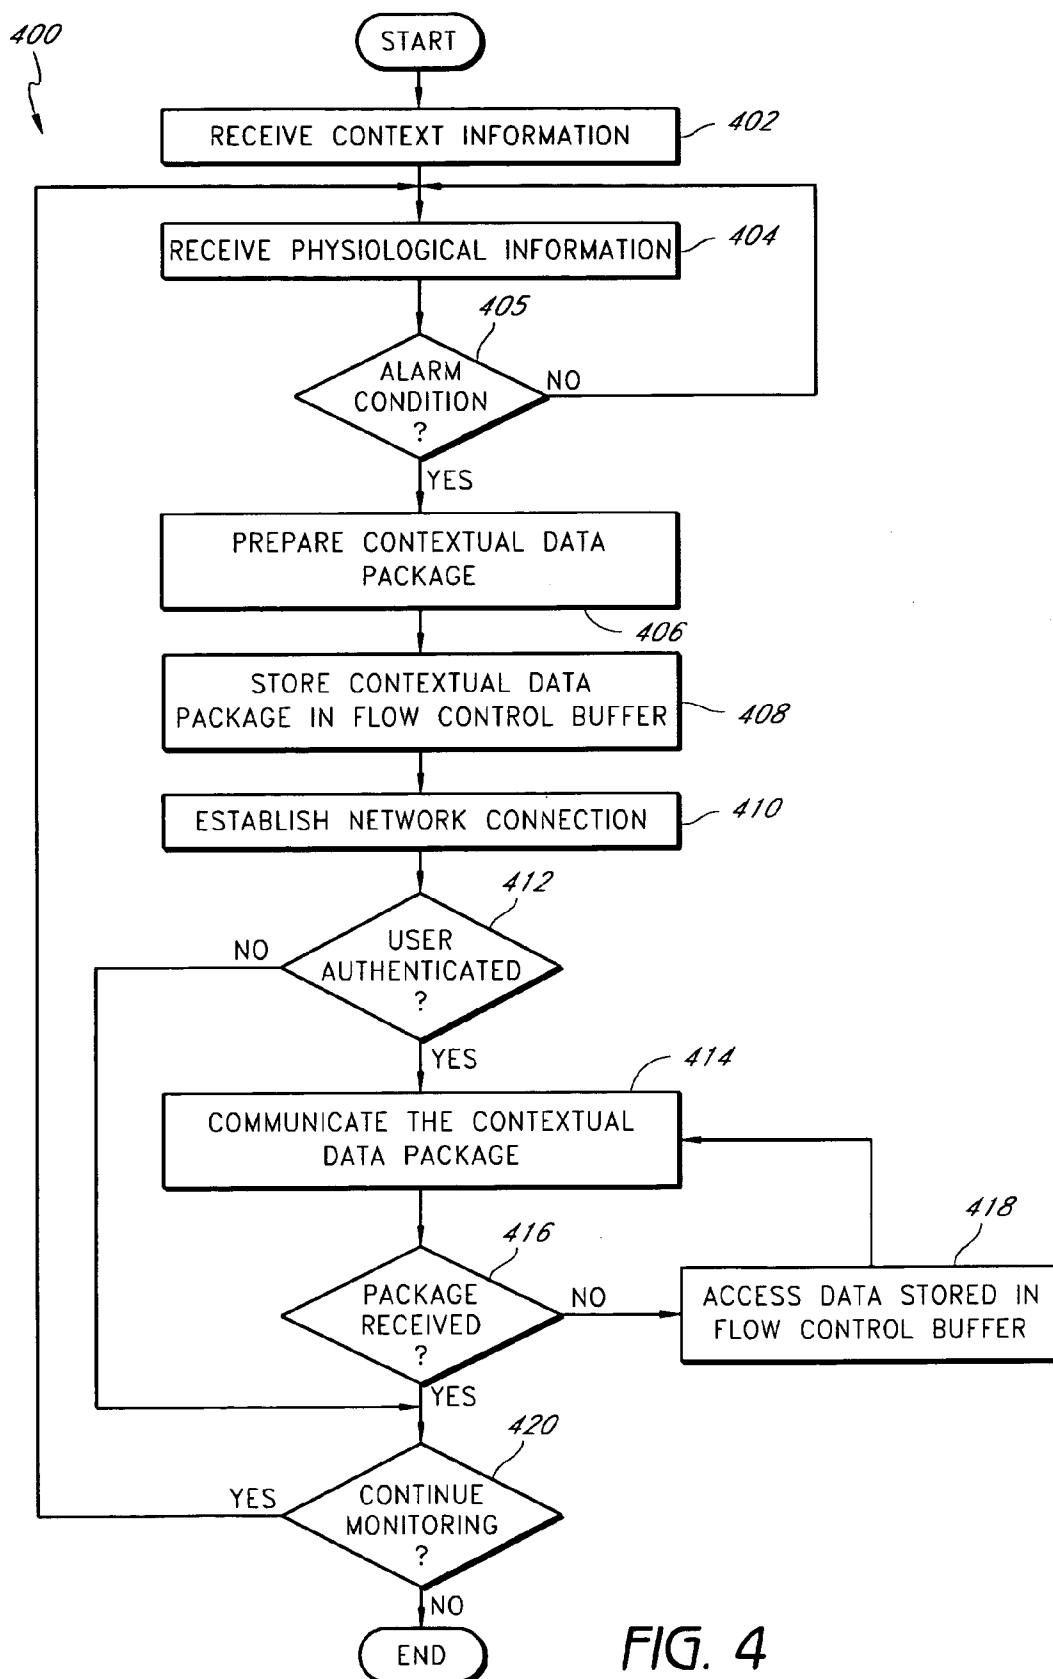 400
START
RECEIVE CONTEXT INFORMATION
402
RECEIVE PHYSIOLOGICAL INFORMATION
404
405
ALARM
CONDITION
?
NO
YES
PREPARE CONTEXTUAL DATA
PACKAGE
406
STORE CONTEXTUAL DATA
PACKAGE IN FLOW CONTROL BUFFER
408
ESTABLISH NETWORK CONNECTION
410
412
USER
AUTHENTICATED
?
NO
YES
414
COMMUNICATE THE CONTEXTUAL
DATA PACKAGE
416
PACKAGE
RECEIVED
?
NO
YES
418
ACCESS DATA STORED IN
FLOW CONTROL BUFFER
420
CONTINUE
MONITORING
?
YES
NO
END
FIG. 4